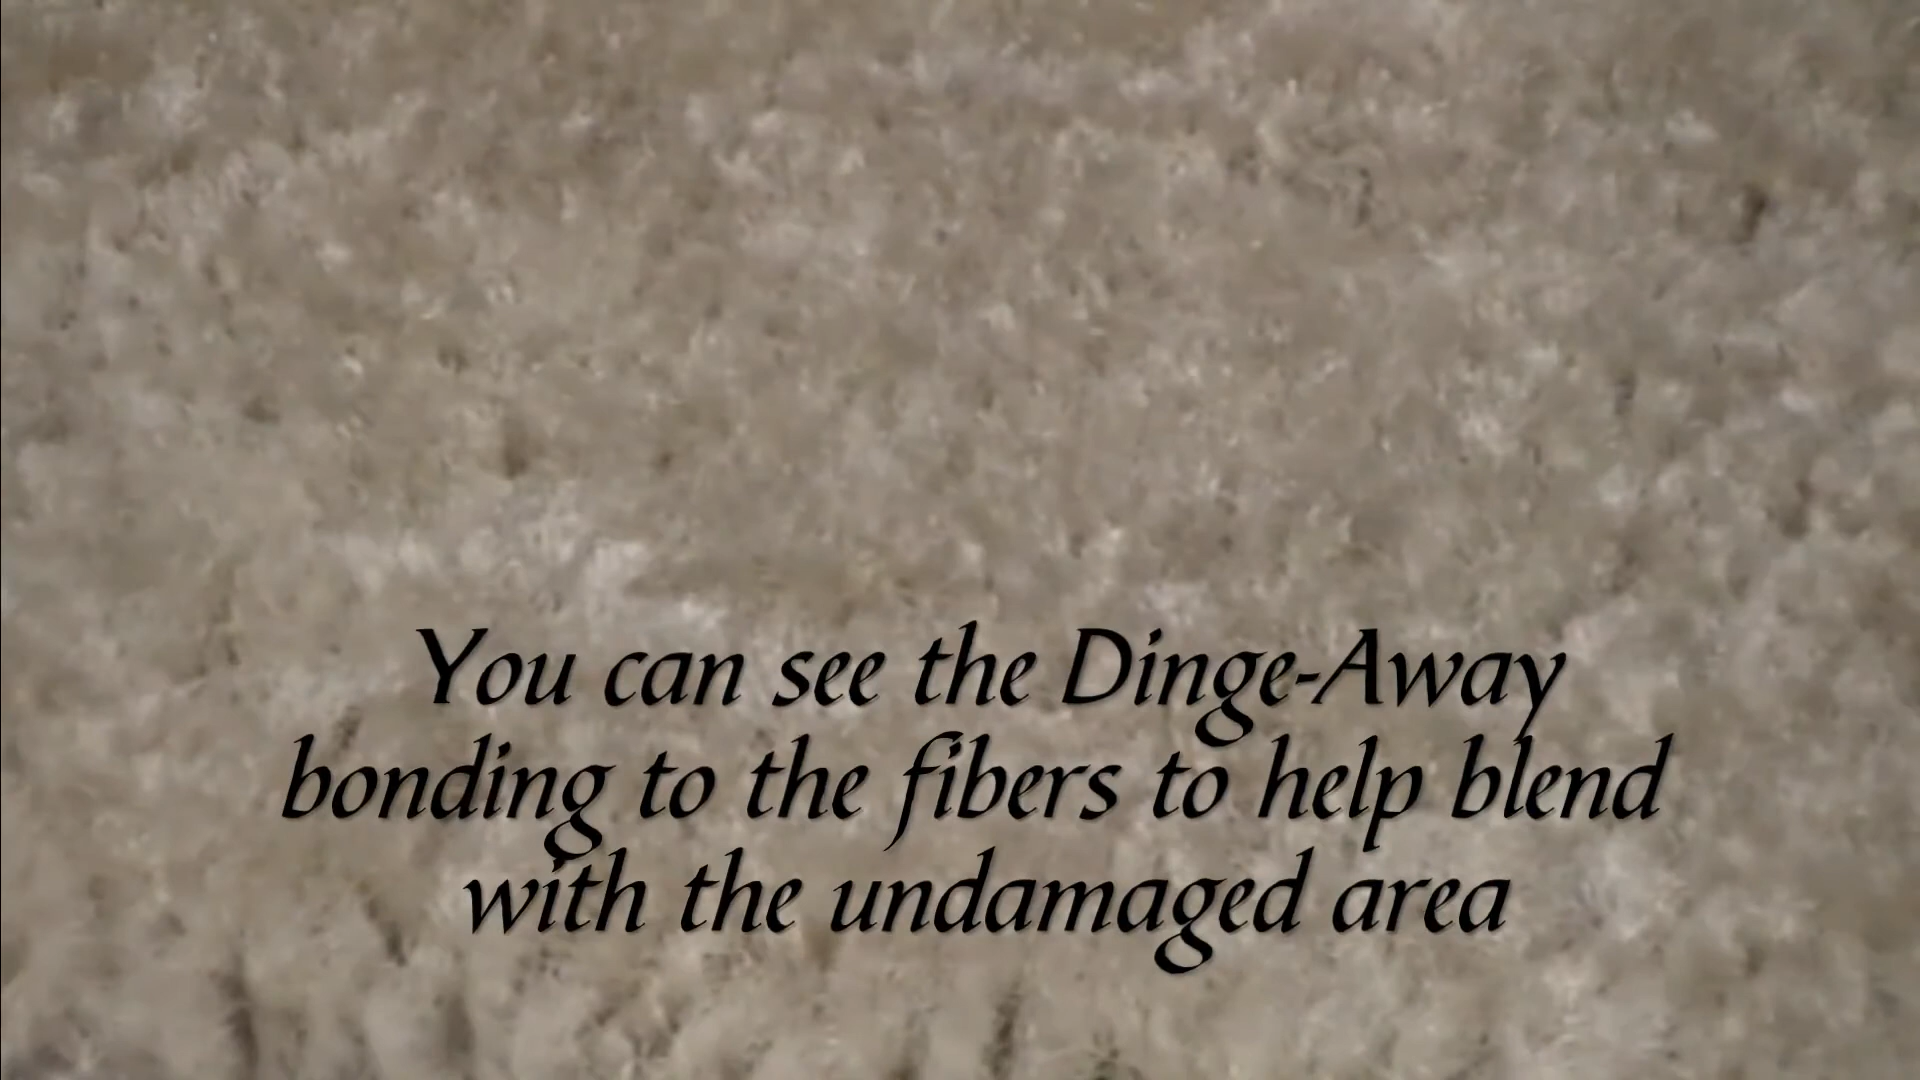 You can see the Dinge-Away
bonding to the fibers to help blend
with the undamaged area